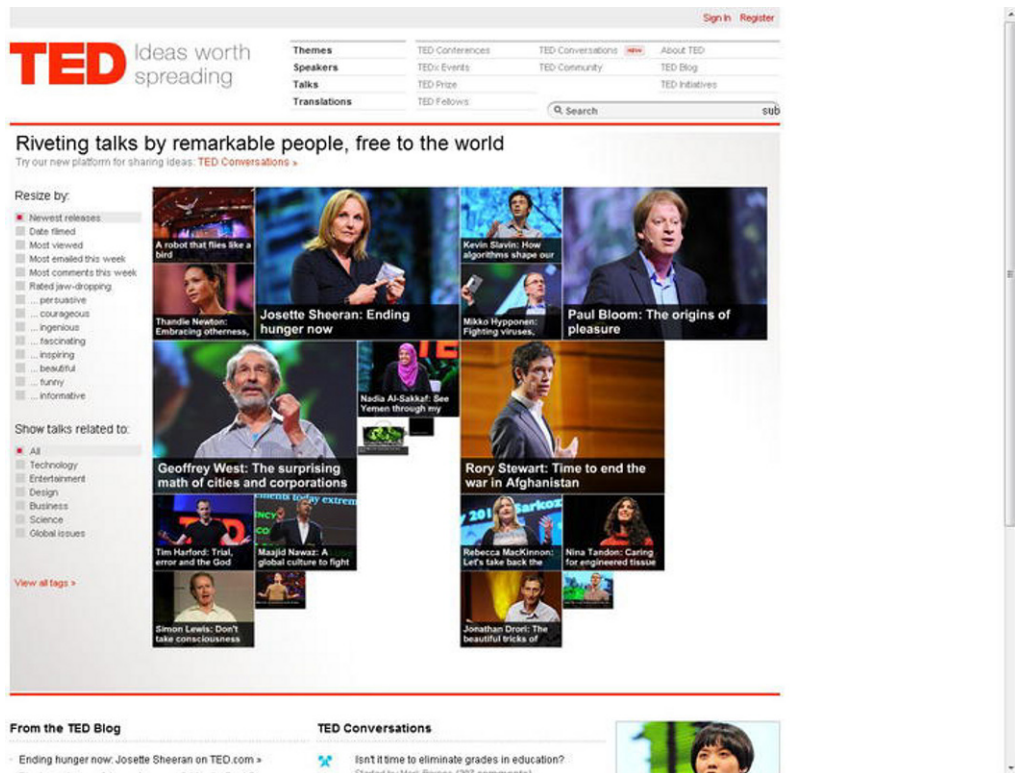 Sign In Register
TED Ideas worth
spreading
Themes TED Conferences TED Conversations NEW About TED
Speakers TEDx Events TED Community TED Blog
Talks TED Prize TED Initiatives
Translations TED Fellows
Search sub
Riveting talks by remarkable people, free to the world
Try our new platform for sharing ideas: TED Conversations »
Resize by:
Newest releases
Date filmed
Most viewed
Most emailed this week
Most comments this week
Rated jaw-dropping
... persuasive
... courageous
... ingenious
... fascinating
... inspiring
... beautiful
... funny
... informative
Show talks related to:
All
Technology
Entertainment
Design
Business
Science
Global issues
View all tags »
A robot that flies like a
bird
Thandie Newton:
Embracing otherness,
Josette Sheeran: Ending
hunger now
Kevin Slavin: How
algorithms shape our
Mikko Hypponen:
Fighting viruses,
Paul Bloom: The origins of
pleasure
Geoffrey West: The surprising
math of cities and corporations
Nadia Al-Sakkaf: See
Yemen through my
Rory Stewart: Time to end the
war in Afghanistan
Tim Harford: Trial,
error and the God
Maajid Nawaz: A
global culture to fight
Rebecca MacKinnon:
Let's take back the
Nina Tandon: Caring
for engineered tissue
Simon Lewis: Don't
take consciousness
Jonathan Drori: The
beautiful tricks of
From the TED Blog
Ending hunger now: Josette Sheeran on TED.com »
TED Conversations
Isn't it time to eliminate grades in education?